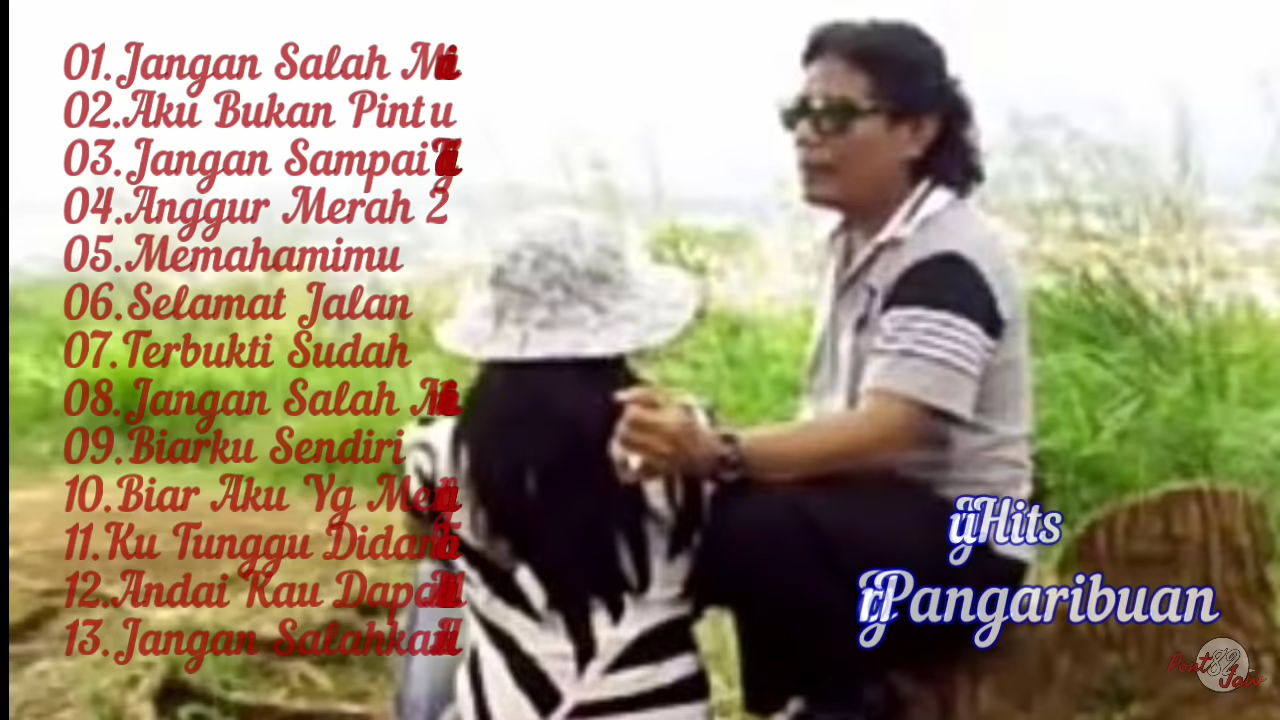 01.Jangan Salah
02.Aku Bukan Pintu
03.Jangan Sampai
04.Anggur Merah 2
05.Memahamimu
06.Selamat Jalan
07.Terbukti Sudah
08.Jangan Salah
09.Biarku Sendiri
10.Biar Aku Yg
11.Ku Tunggu
12.Andai Kau
13.Jangan
Hits
Pangaribuan